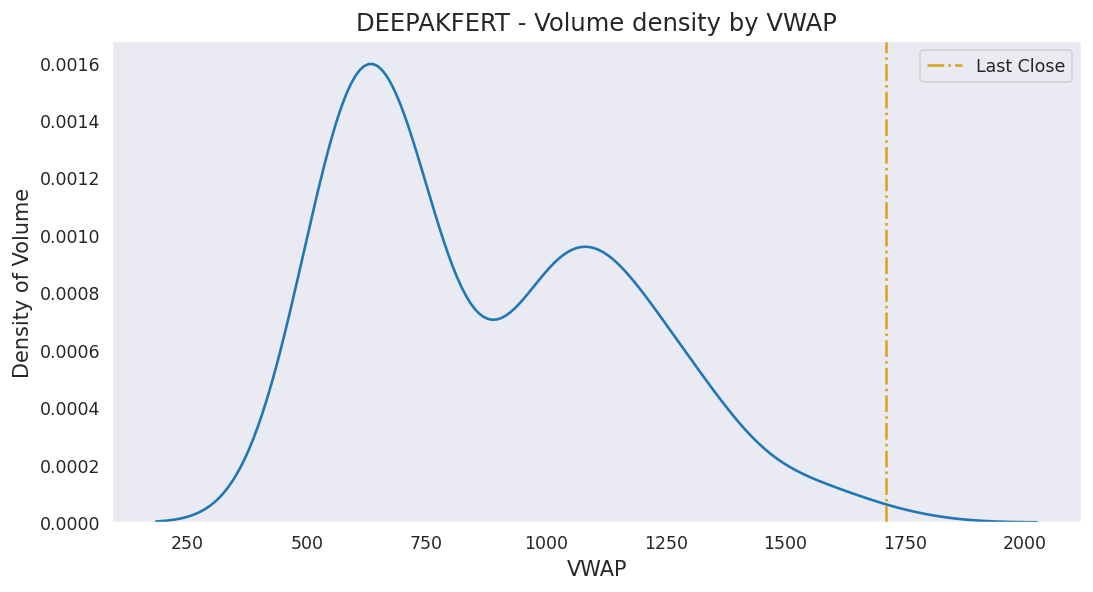 DEEPAKFERT - Volume density by VWAP
Last Close
Density of Volume
0.0016
0.0014
0.0012
0.0010
0.0008
0.0006
0.0004
0.0002
0.0000
250 500 750 1000 1250 1500 1750 2000
VWAP